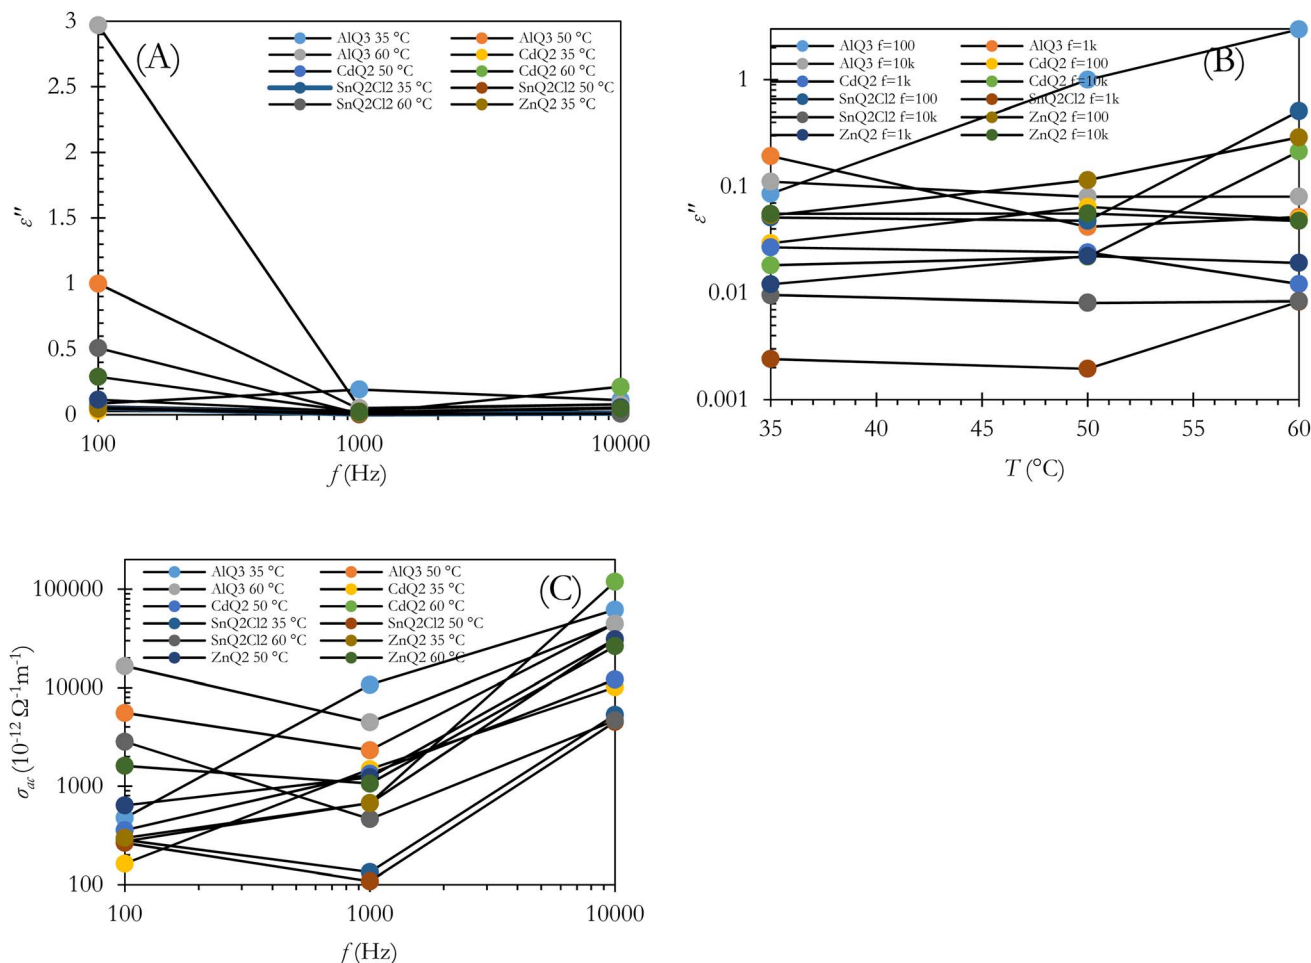 (A)
AlQ3 35 °C
AlQ3 50 °C
AlQ3 60 °C
CdQ2 35 °C
CdQ2 50 °C
CdQ2 60 °C
SnQ2Cl2 35 °C
SnQ2Cl2 50 °C
SnQ2Cl2 60 °C
ZnQ2 35 °C
3
2.5
2
1.5
1
0.5
0
ε″
100 1000 10000
f (Hz)
(B)
AlQ3 f=100
AlQ3 f=1k
AlQ3 f=10k
CdQ2 f=100
CdQ2 f=1k
CdQ2 f=10k
SnQ2Cl2 f=100
SnQ2Cl2 f=1k
SnQ2Cl2 f=10k
ZnQ2 f=100
ZnQ2 f=1k
ZnQ2 f=10k
1
0.1
0.01
0.001
ε″
35 40 45 50 55 60
T (°C)
(C)
AlQ3 35 °C
AlQ3 50 °C
AlQ3 60 °C
CdQ2 35 °C
CdQ2 50 °C
CdQ2 60 °C
SnQ2Cl2 35 °C
SnQ2Cl2 50 °C
SnQ2Cl2 60 °C
ZnQ2 35 °C
ZnQ2 50 °C
ZnQ2 60 °C
100000
10000
1000
100
σac (10-12 Ω-1m-1)
100 1000 10000
f (Hz)